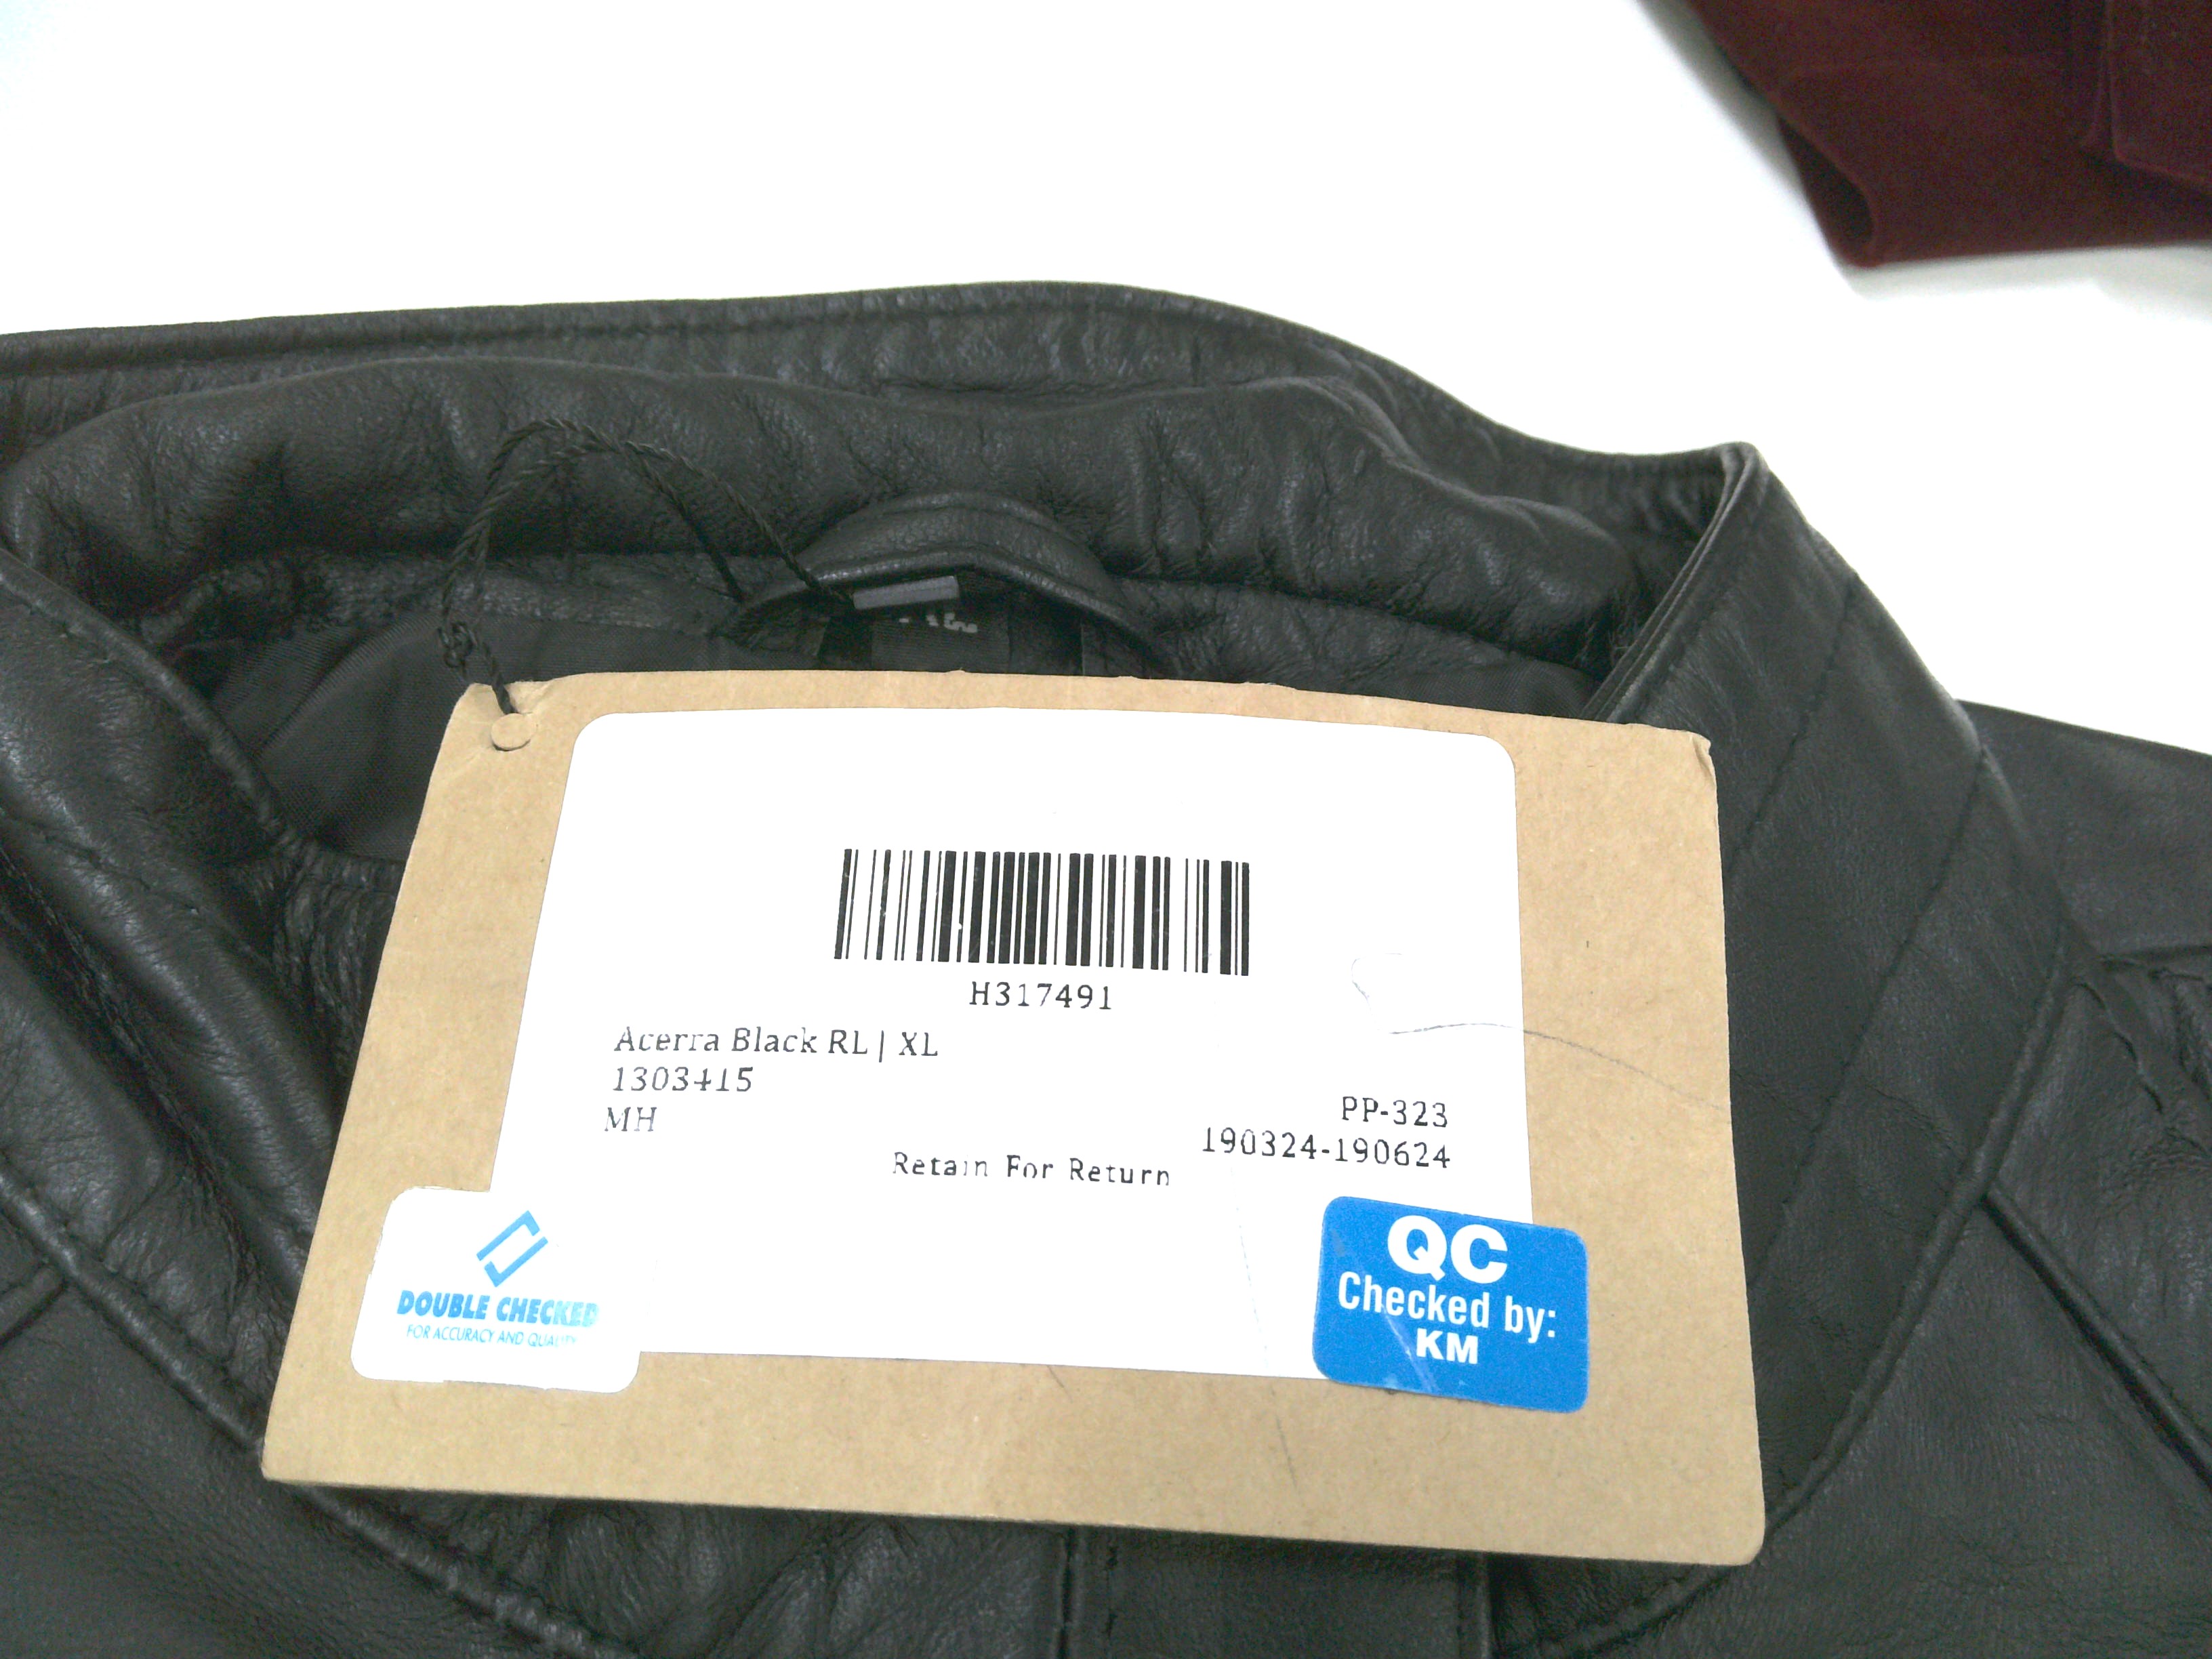 H317491
Acerra Black RL | XL
1303415
MH
PP-323
190324-190624
Retain For Return
DOUBLE CHECKED
FOR ACCURACY AND QUALITY
QC
Checked by:
KM